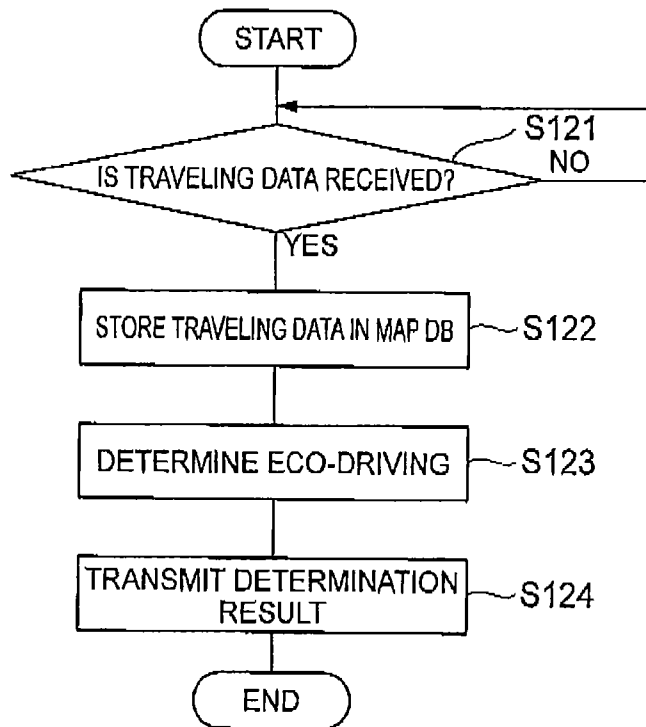 START
S121
IS TRAVELING DATA RECEIVED?
NO
YES
STORE TRAVELING DATA IN MAP DB
S122
DETERMINE ECO-DRIVING
S123
TRANSMIT DETERMINATION
RESULT
S124
END